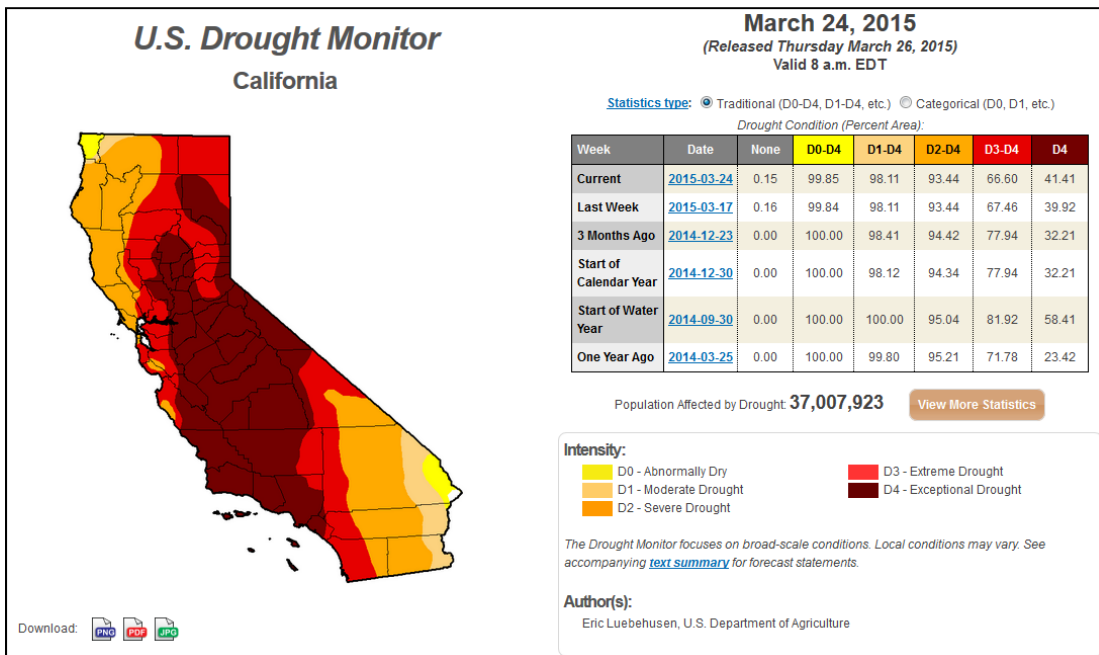 U.S. Drought Monitor
California
March 24, 2015
(Released Thursday March 26, 2015)
Valid 8 a.m. EDT
Statistics type: Traditional (D0-D4, D1-D4, etc.) Categorical (D0, D1, etc.)
Drought Condition (Percent Area):
Week Date None D0-D4 D1-D4 D2-D4 D3-D4 D4
Current 2015-03-24 0.15 99.85 98.11 93.44 66.60 41.41
Last Week 2015-03-17 0.16 99.84 98.11 93.44 67.46 39.92
3 Months Ago 2014-12-23 0.00 100.00 98.41 94.42 77.94 32.21
Start of
Calendar Year 2014-12-30 0.00 100.00 98.12 94.34 77.94 32.21
Start of Water
Year 2014-09-30 0.00 100.00 100.00 95.04 81.92 58.41
One Year Ago 2014-03-25 0.00 100.00 99.80 95.21 71.78 23.42
Population Affected by Drought: 37,007,923 View More Statistics
Intensity:
D0 - Abnormally Dry D3 - Extreme Drought
D1 - Moderate Drought D4 - Exceptional Drought
D2 - Severe Drought
The Drought Monitor focuses on broad-scale conditions. Local conditions may vary. See
accompanying text summary for forecast statements.
Author(s):
Eric Luebehusen, U.S. Department of Agriculture
Download: PNG PDF JPG